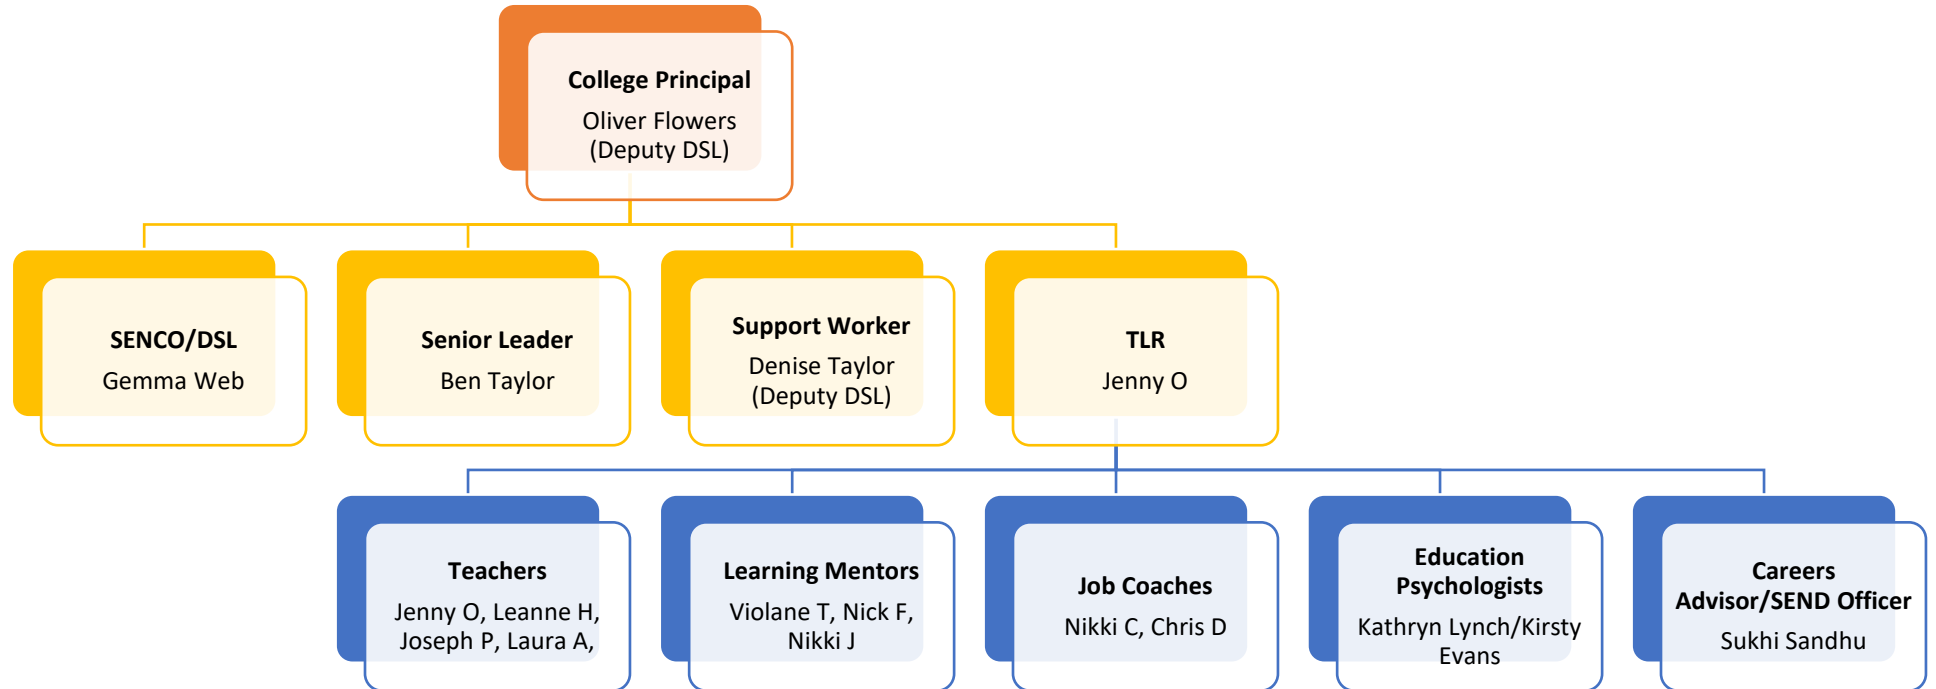 College Principal
Oliver Flowers
(Deputy DSL)
SENCO/DSL
Gemma Web
Senior Leader
Ben Taylor
Support Worker
Denise Taylor
(Deputy DSL)
TLR
Jenny O
Teachers
Jenny O, Leanne H,
Joseph P, Laura A,
Learning Mentors
Violane T, Nick F,
Nikki J
Job Coaches
Nikki C, Chris D
Education
Psychologists
Kathryn Lynch/Kirsty
Evans
Careers
Advisor/SEND Officer
Sukhi Sandhu